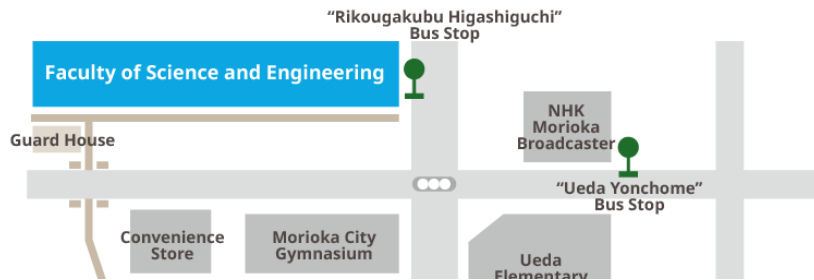 “Rikougakubu Higashiguchi”
Bus Stop
Faculty of Science and Engineering
NHK
Morioka
Broadcaster
Guard House
“Ueda Yonchome”
Bus Stop
Convenience
Store
Morioka City
Gymnasium
Ueda
Elementary